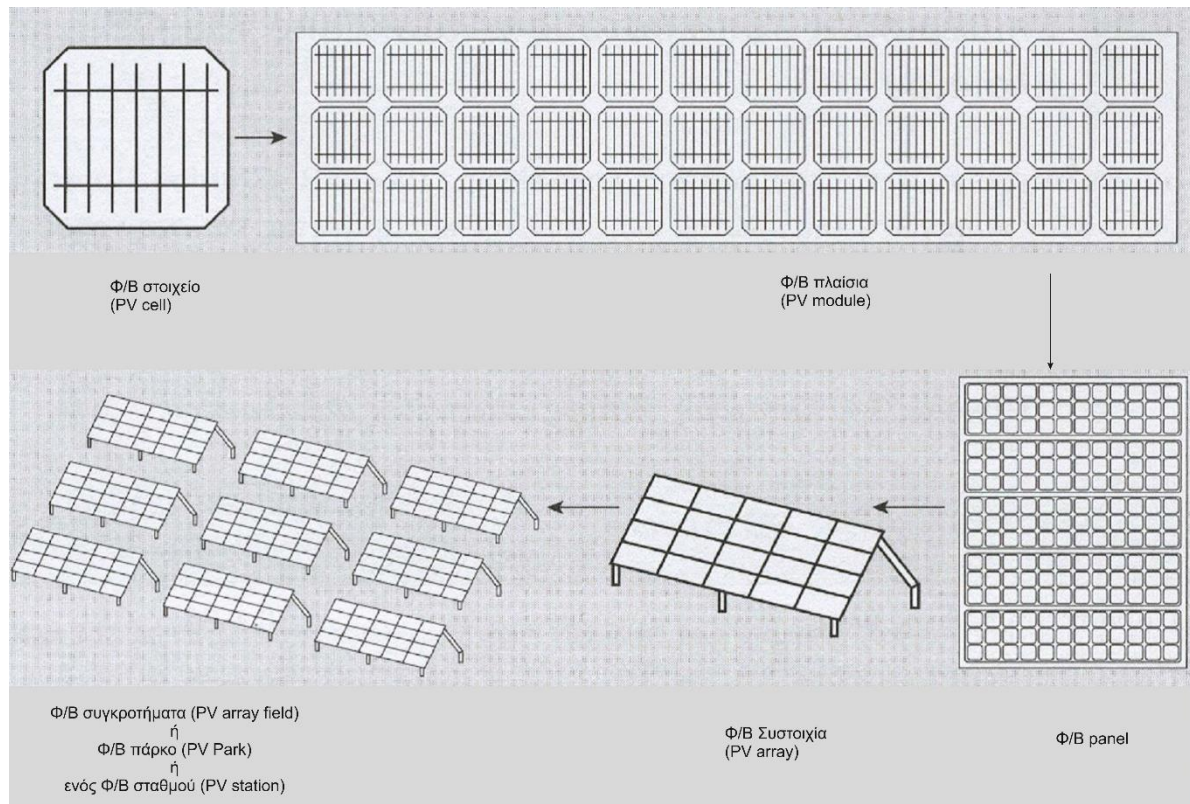 Φ/Β στοιχείο
(PV cell)
Φ/Β πλαίσια
(PV module)
Φ/Β συγκροτήματα (PV array field)
ή
Φ/Β πάρκο (PV Park)
ή
ενός Φ/Β σταθμού (PV station)
Φ/Β Συστοιχία
(PV array)
Φ/Β panel